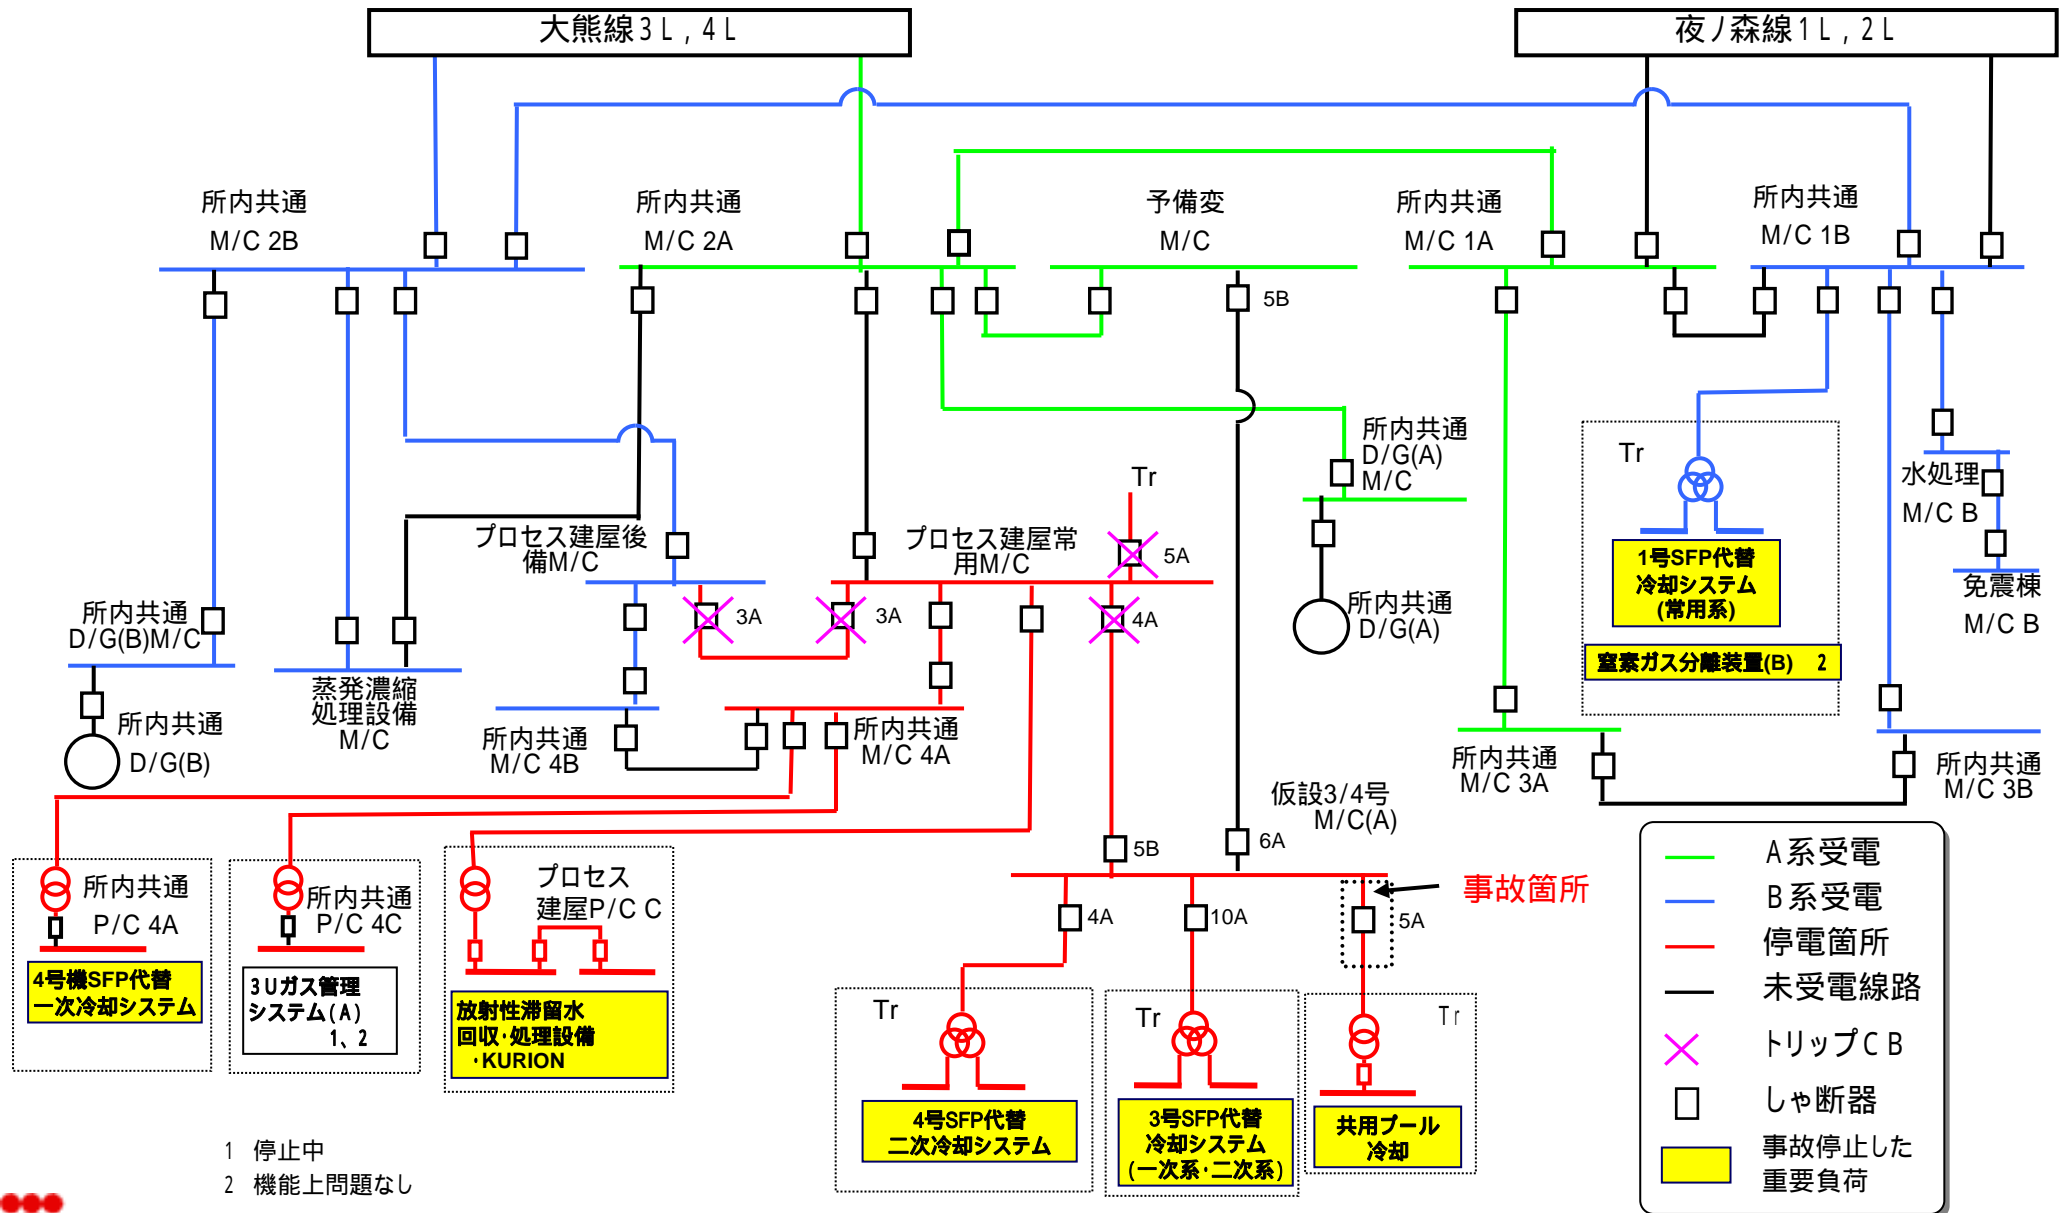 大熊線3L,4L
夜ノ森線1L,2L
所内共通
M/C 2B
所内共通
M/C 2A
予備変
M/C
所内共通
M/C 1A
所内共通
M/C 1B
5B
所内共通
D/G(A)
M/C
Tr
水処理
M/C B
Tr
プロセス建屋後
備M/C
プロセス建屋常
用M/C
5A
1号SFP代替
冷却システム
(常用系)
免震棟
M/C B
所内共通
D/G(B)M/C
3A
3A
4A
所内共通
D/G(A)
窒素ガス分離装置(B) 2
蒸発濃縮
処理設備
M/C
所内共通
D/G(B)
所内共通
M/C 4B
所内共通
M/C 4A
所内共通
M/C 3A
所内共通
M/C 3B
仮設3/4号
M/C(A)
5B
6A
所内共通
P/C 4A
所内共通
P/C 4C
プロセス
建屋P/C C
事故箇所
4A
10A
5A
4号機SFP代替
一次冷却システム
3Uガス管理
システム(A)
1、2
放射性滞留水
回収・処理設備
・KURION
Tr
Tr
Tr
4号SFP代替
二次冷却システム
3号SFP代替
冷却システム
(一次系・二次系)
共用プール
冷却
A系受電
B系受電
停電箇所
未受電線路
トリップCB
しゃ断器
事故停止した
重要負荷
1 停止中
2 機能上問題なし